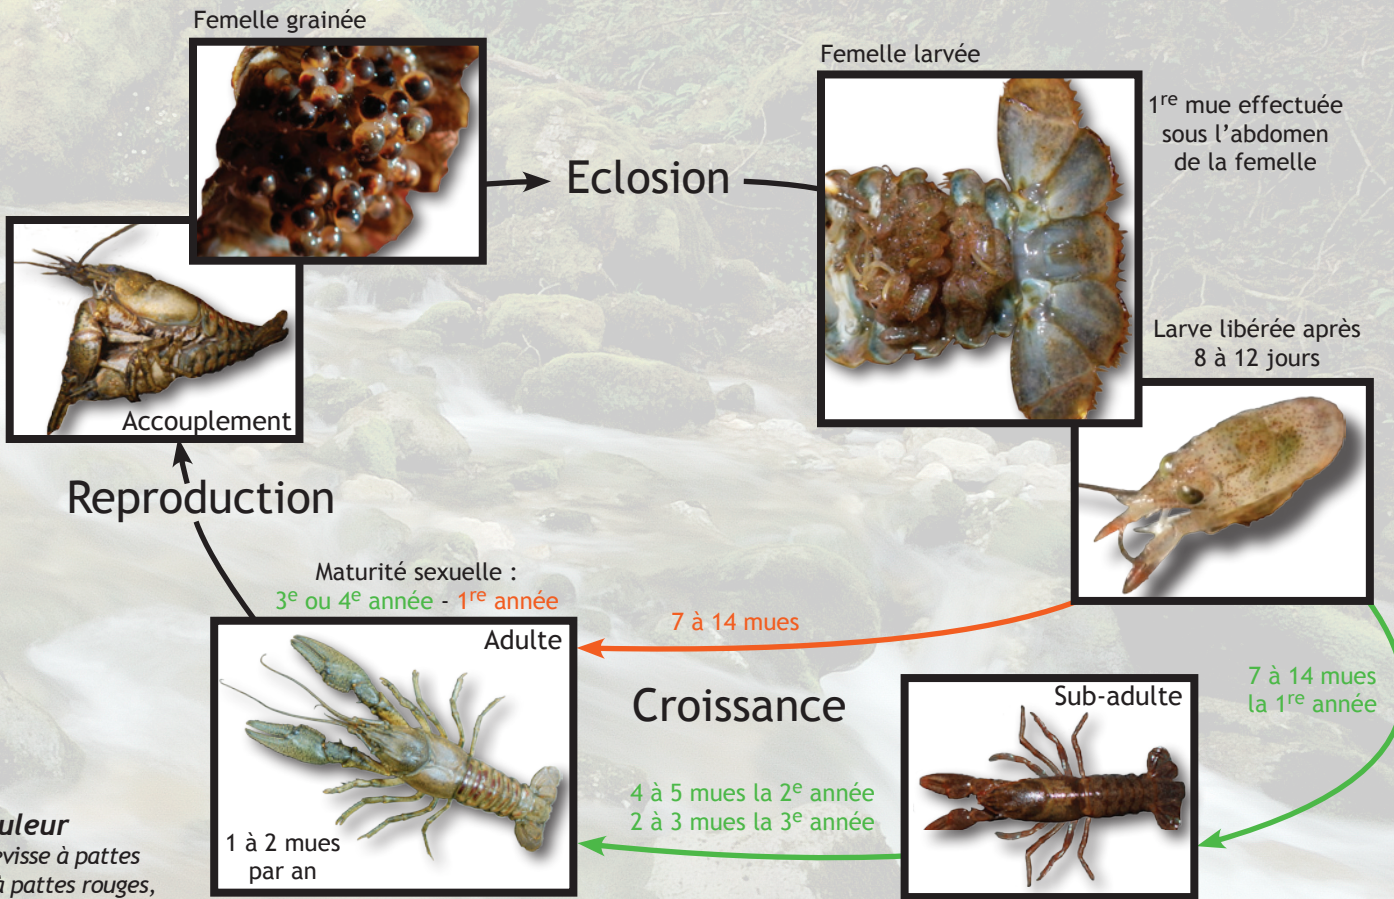 Femelle grainée
Femelle larvée
1re mue effectuée
sous l'abdomen
de la femelle
Eclosion
Larve libérée après
8 à 12 jours
Accouplement
Reproduction
Maturité sexuelle :
3e ou 4e année - 1re année
Adulte
7 à 14 mues
Croissance
Sub-adulte
7 à 14 mues
la 1re année
4 à 5 mues la 2e année
2 à 3 mues la 3e année
1 à 2 mues
par an
uleur
evisse à pattes
à pattes rouges,